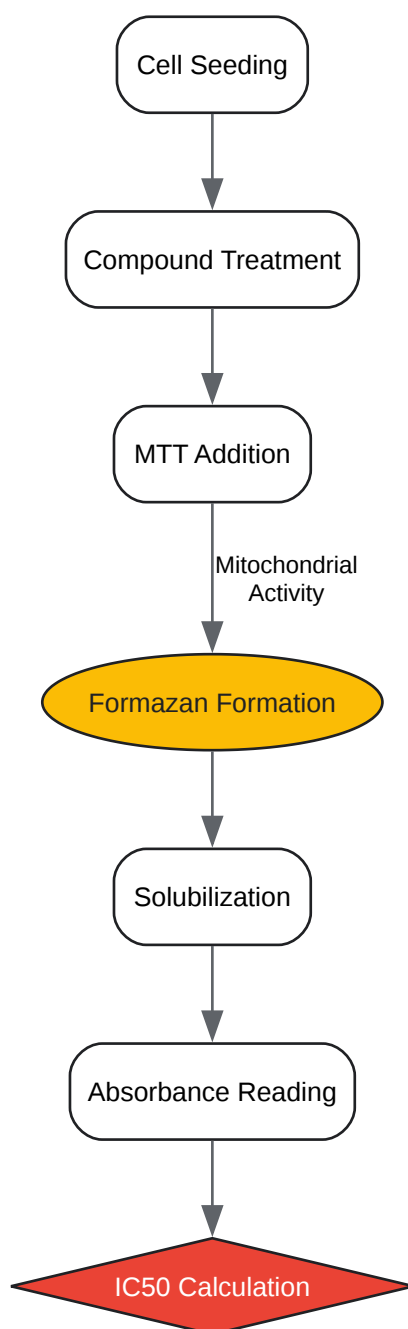 Cell Seeding
Compound Treatment
MTT Addition
Mitochondrial
Activity
Formazan Formation
Solubilization
Absorbance Reading
IC50 Calculation